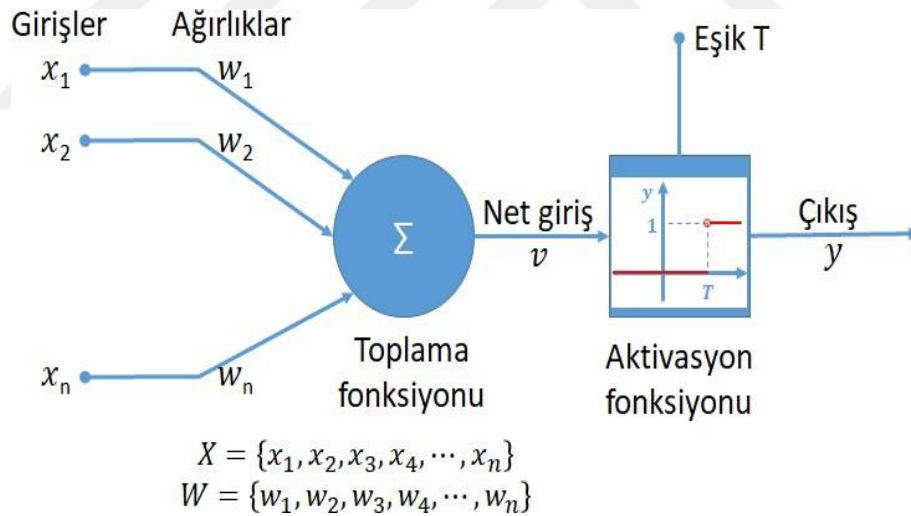 Girişler
Ağırlıklar
Eşik T
x₁
w₁
x₂
w₂
Σ
Net giriş
v
y
1
T
Çıkış
y
xₙ
wₙ
Toplama
fonksiyonu
Aktivasyon
fonksiyonu
X = {x₁, x₂, x₃, x₄, ⋯, xₙ}
W = {w₁, w₂, w₃, w₄, ⋯, wₙ}